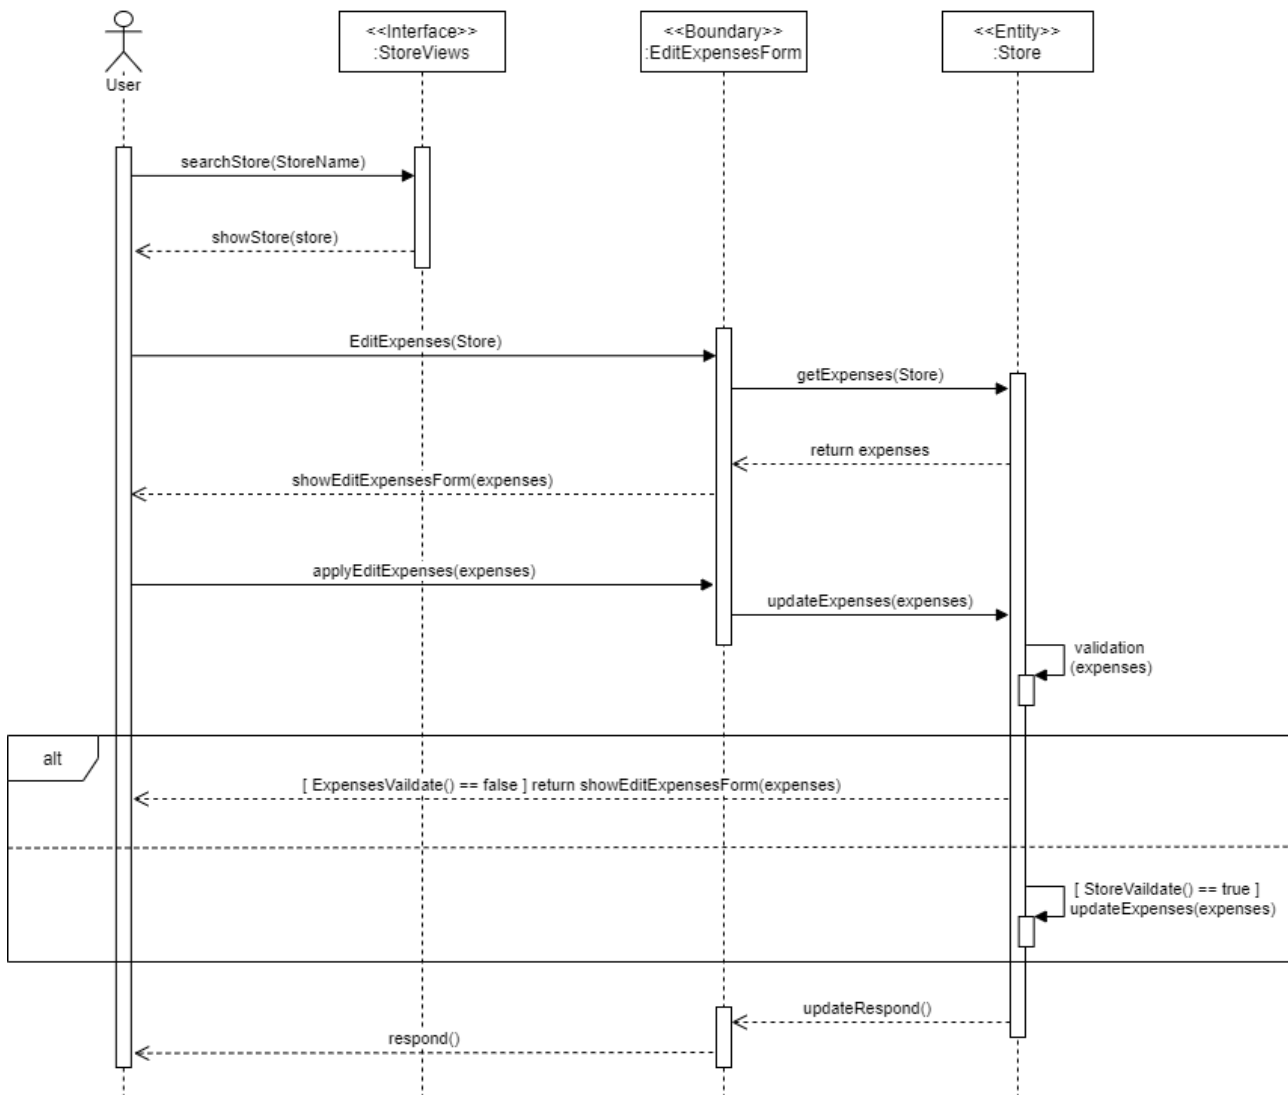 User
<<Interface>>
:StoreViews
<<Boundary>>
:EditExpensesForm
<<Entity>>
:Store
searchStore(StoreName)
showStore(store)
EditExpenses(Store)
getExpenses(Store)
return expenses
showEditExpensesForm(expenses)
applyEditExpenses(expenses)
updateExpenses(expenses)
validation
(expenses)
alt
[ ExpensesVaildate() == false ] return showEditExpensesForm(expenses)
[ StoreVaildate() == true ]
updateExpenses(expenses)
updateRespond()
respond()